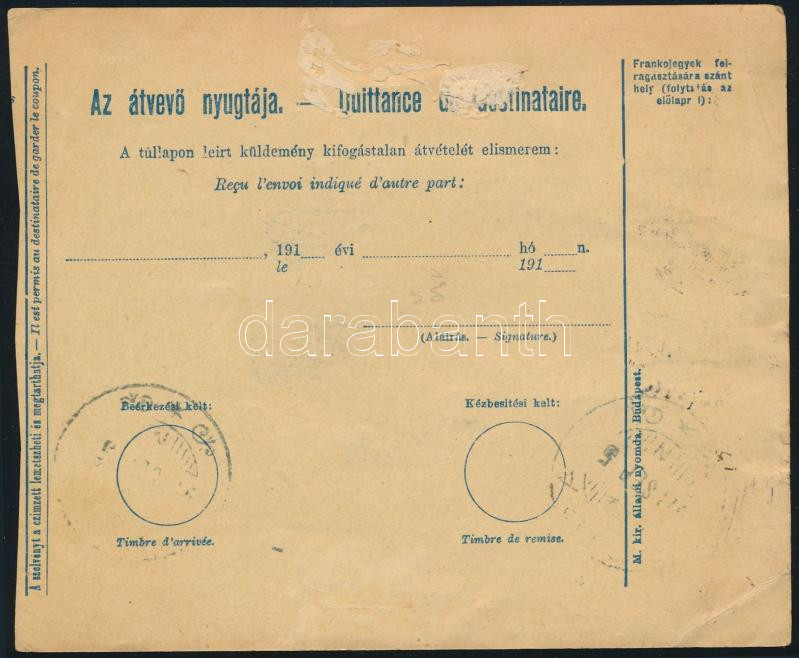 Az átvevő nyugtája. — Quittance du destinataire.
A túllapon leirt küldemény kifogástalan átvételét elismerem:
Reçu l'envoi indiqué d'autre part:
, 191 évi hó n.
le 191
(Aláirás. — Signature.)
darabanth
Beérkezési kelt:
Kézbesitési kelt:
Timbre d'arrivée.
Timbre de remise.
A szelvényt a czimzett lemetszheti és megtarthatja. — Il est permis au destinataire de garder le coupon.
Frankojegyek fel-
ragasztására szánt
hely (folytatás az
előlapról):
M. kir. állami nyomda, Budapest.